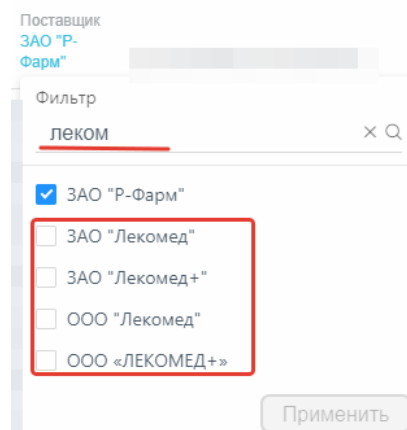 Поставщик
ЗАО "Р-
Фарм"
Фильтр
леком
ЗАО "Р-Фарм"
ЗАО "Лекомед"
ЗАО "Лекомед+"
ООО "Лекомед"
ООО «ЛЕКОМЕД+»
Применить